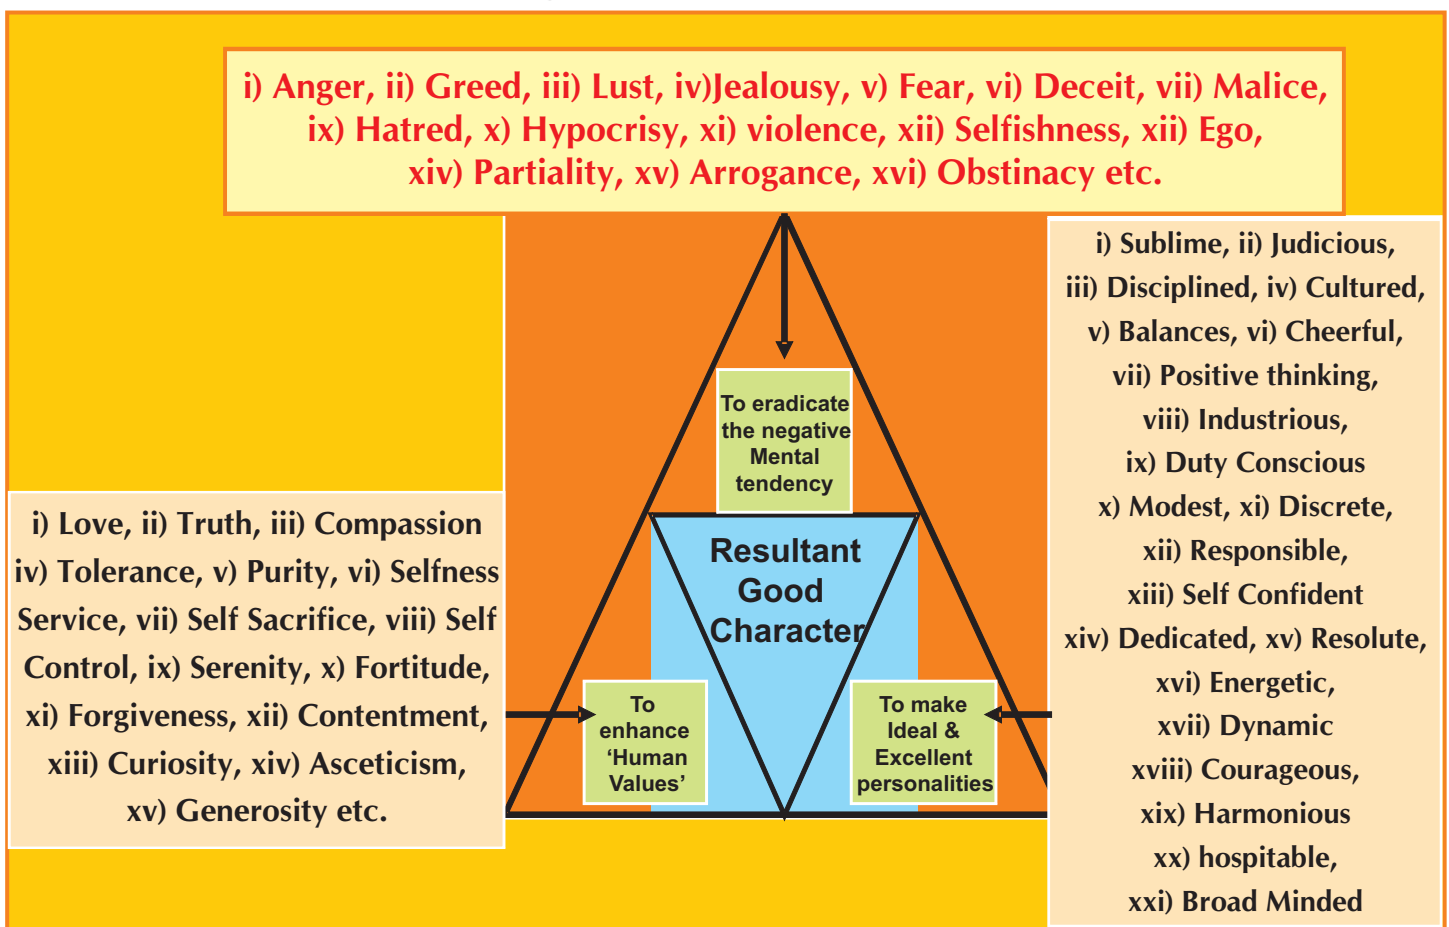 i) Anger, ii) Greed, iii) Lust, iv)Jealousy, v) Fear, vi) Deceit, vii) Malice,
ix) Hatred, x) Hypocrisy, xi) violence, xii) Selfishness, xii) Ego,
xiv) Partiality, xv) Arrogance, xvi) Obstinacy etc.
To eradicate
the negative
Mental
tendency
Resultant
Good
Character
To
enhance
‘Human
Values’
To make
Ideal &
Excellent
personalities
i) Love, ii) Truth, iii) Compassion
iv) Tolerance, v) Purity, vi) Selfness
Service, vii) Self Sacrifice, viii) Self
Control, ix) Serenity, x) Fortitude,
xi) Forgiveness, xii) Contentment,
xiii) Curiosity, xiv) Asceticism,
xv) Generosity etc.
i) Sublime, ii) Judicious,
iii) Disciplined, iv) Cultured,
v) Balances, vi) Cheerful,
vii) Positive thinking,
viii) Industrious,
ix) Duty Conscious
x) Modest, xi) Discrete,
xii) Responsible,
xiii) Self Confident
xiv) Dedicated, xv) Resolute,
xvi) Energetic,
xvii) Dynamic
xviii) Courageous,
xix) Harmonious
xx) hospitable,
xxi) Broad Minded